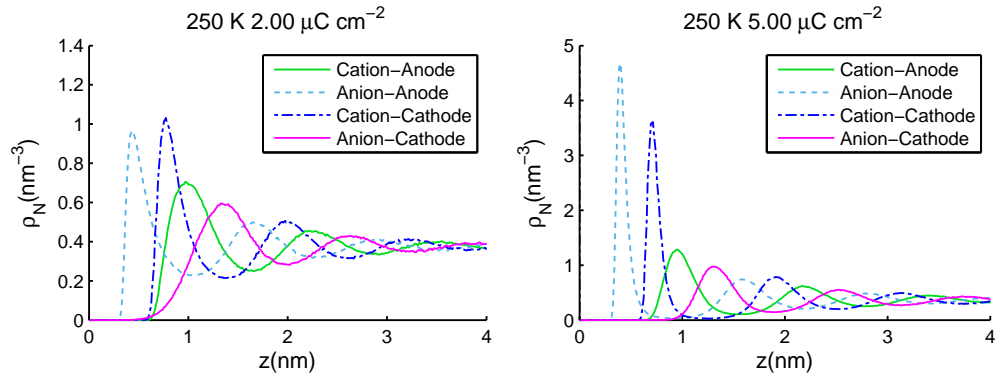 250 K 2.00 μC cm−2
1.4
1.2
1
0.8
0.6
0.4
0.2
0
ρN(nm−3)
Cation−Anode
Anion−Anode
Cation−Cathode
Anion−Cathode
0 1 2 3 4
z(nm)
250 K 5.00 μC cm−2
5
4
3
2
1
0
ρN(nm−3)
Cation−Anode
Anion−Anode
Cation−Cathode
Anion−Cathode
0 1 2 3 4
z(nm)